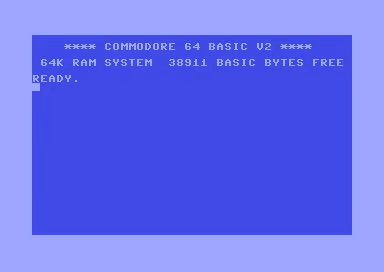 **** COMMODORE 64 BASIC V2 ****
64K RAM SYSTEM  38911 BASIC BYTES FREE
READY.